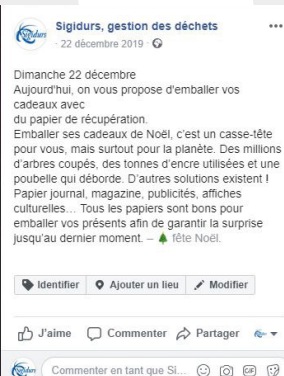 Sigidurs
Sigidurs, gestion des déchets
22 décembre 2019
Dimanche 22 décembre
Aujourd'hui, on vous propose d'emballer vos
cadeaux avec
du papier de récupération.
Emballer ses cadeaux de Noël, c'est un casse-tête
pour vous, mais surtout pour la planète. Des millions
d'arbres coupés, des tonnes d'encre utilisées et une
poubelle qui déborde. D'autres solutions existent !
Papier journal, magazine, publicités, affiches
culturelles… Tous les papiers sont bons pour
emballer vos présents afin de garantir la surprise
jusqu'au dernier moment. – 🌲 fête Noël.
Identifier Ajouter un lieu Modifier
J'aime Commenter Partager
Sigidurs Commenter en tant que Si... GIF